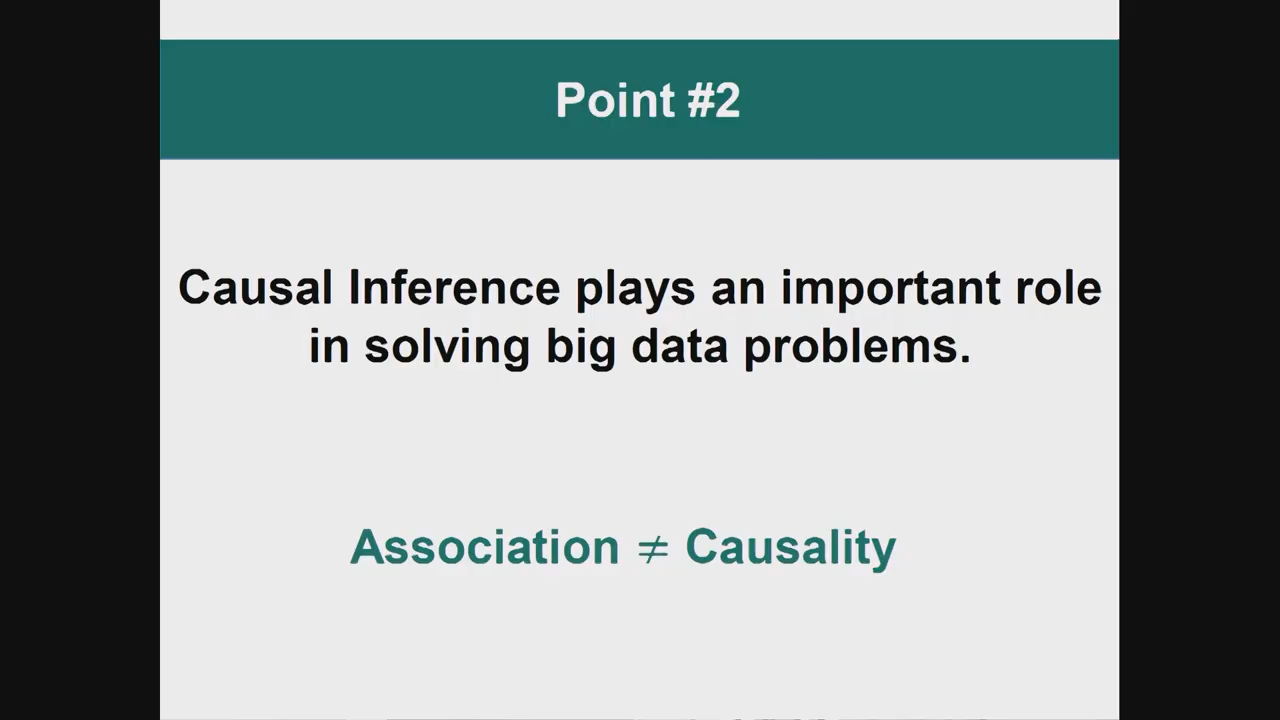 Point #2
Causal Inference plays an important role
in solving big data problems.
Association ≠ Causality